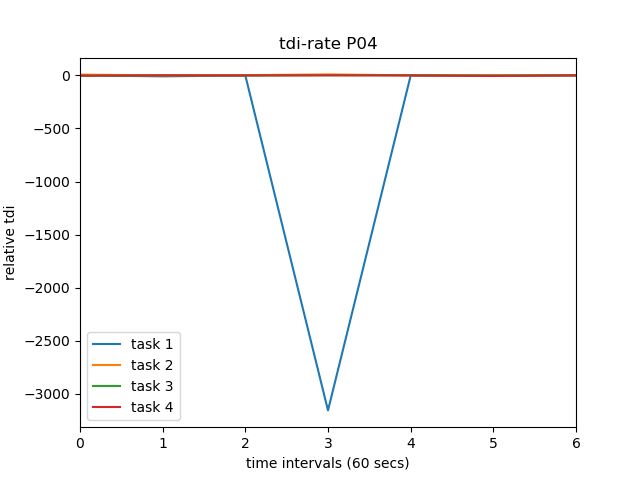 tdi-rate P04
relative tdi
0
−500
−1000
−1500
−2000
−2500
−3000
task 1
task 2
task 3
task 4
0 1 2 3 4 5 6
time intervals (60 secs)